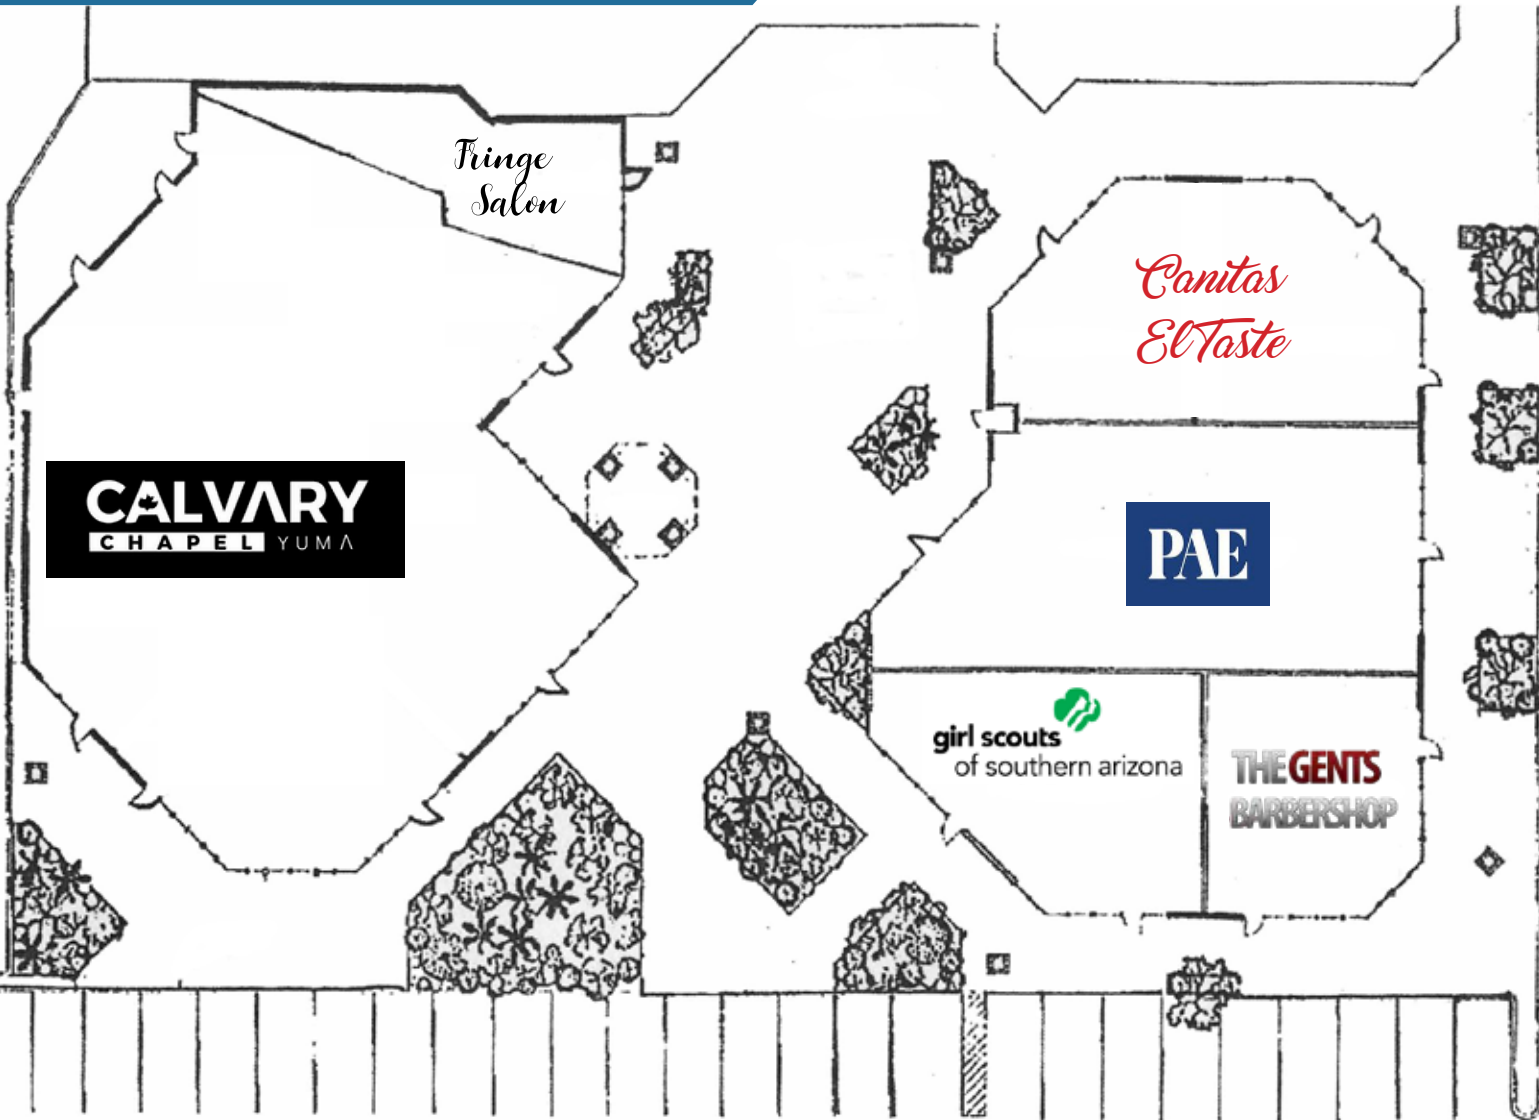 Fringe
Salon
Canitas
El Taste
CALVARY
CHAPEL YUMA
PAE
girl scouts
of southern arizona
THE GENTS
BARBERSHOP